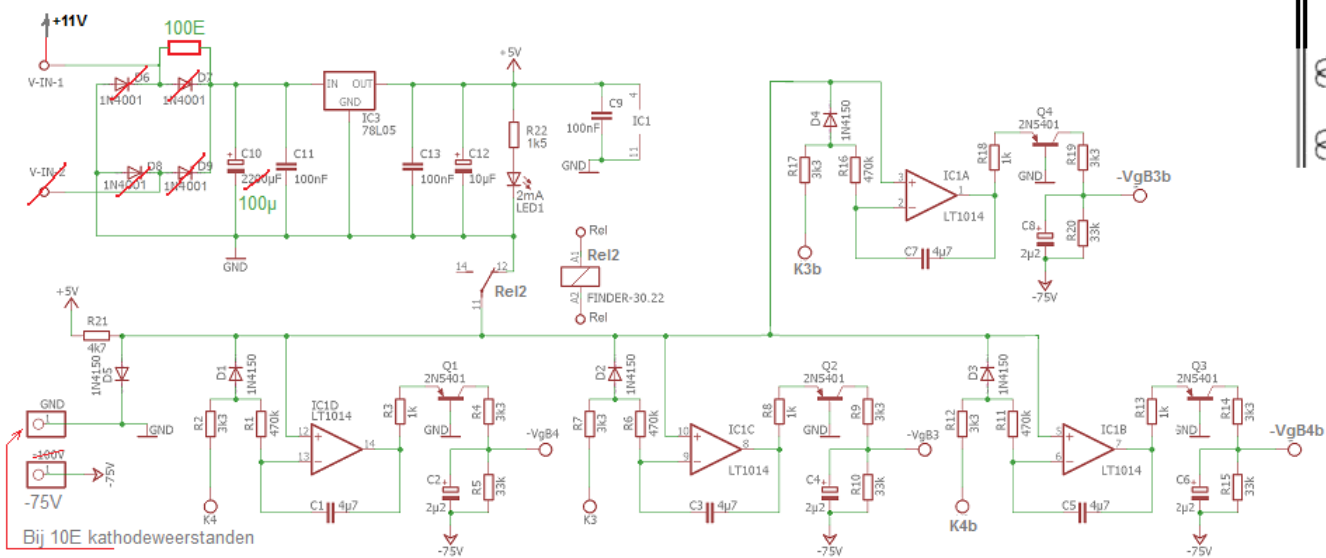 +11V
100E
V-IN-1
D6
1N4001
D7
1N4001
D8
1N4001
D9
1N4001
V-IN-2
C10
2200µF
100µ
C11
100nF
IN OUT
GND
IC3
78L05
C13
100nF
C12
10µF
+5V
R22
1k5
2mA
LED1
C9
100nF
GND
4
IC1
11
GND
14
12
11
Rel2
Rel
A1
Rel2
A2
FINDER-30.22
Rel
D4
1N4150
R17
3k3
R16
470k
3
+
2
−
IC1A
1
LT1014
C7
4µ7
K3b
R18
1k
Q4
2N5401
GND
R19
3k3
-VgB3b
C8
+
2µ2
R20
33k
-75V
+5V
R21
4k7
1N4150
D5
GND
1
GND
-100V
1
-75V
-75V
Bij 10E kathodeweerstanden
D1
1N4150
R2
3k3
R1
470k
IC1D
LT1014
12
+
13
−
14
C1
4µ7
K4
R3
1k
Q1
2N5401
GND
R4
3k3
-VgB4
C2
+
2µ2
R5
33k
-75V
D2
1N4150
R7
3k3
R6
470k
10
+
9
−
IC1C
8
LT1014
C3
4µ7
K3
R8
1k
Q2
2N5401
GND
R9
3k3
-VgB3
C4
+
2µ2
R10
33k
-75V
D3
1N4150
R12
3k3
R11
470k
5
+
6
−
IC1B
7
LT1014
C5
4µ7
K4b
R13
1k
Q3
2N5401
GND
R14
3k3
-VgB4b
C6
+
2µ2
R15
33k
-75V